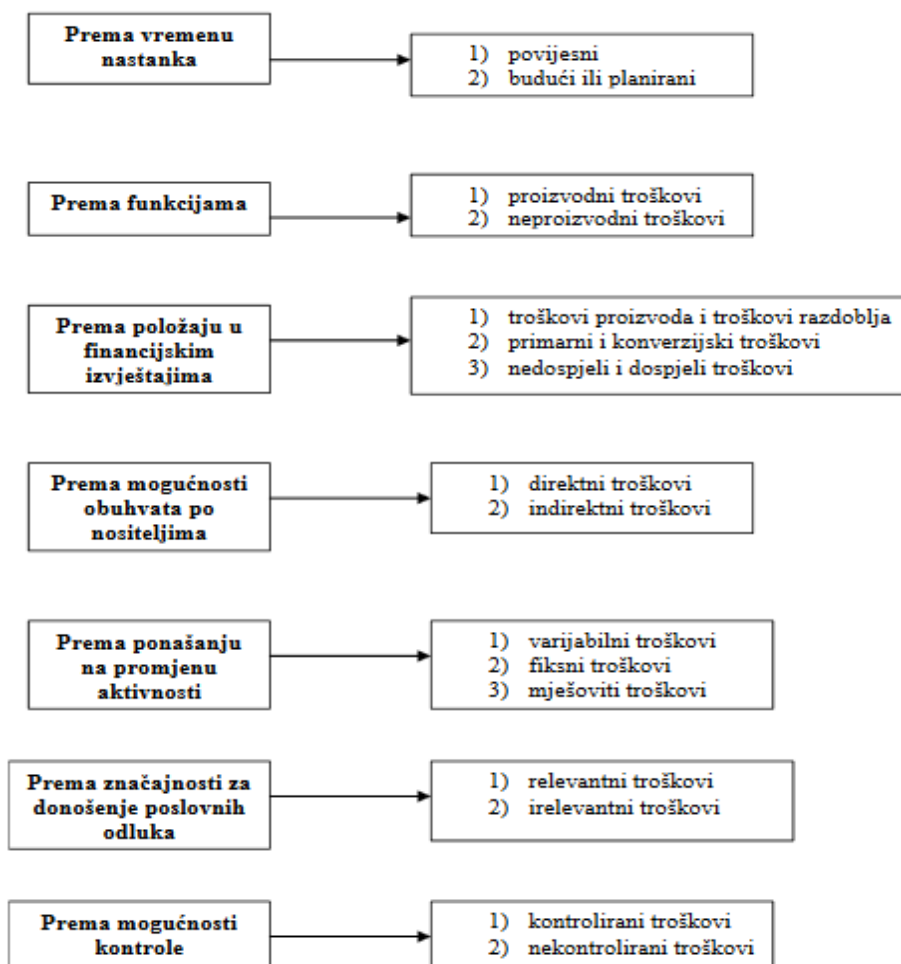 Prema vremenu
nastanka
1) povijesni
2) budući ili planirani
Prema funkcijama
1) proizvodni troškovi
2) neproizvodni troškovi
Prema položaju u
financijskim
izvještajima
1) troškovi proizvoda i troškovi razdoblja
2) primarni i konverzijski troškovi
3) nedospjeli i dospjeli troškovi
Prema mogućnosti
obuhvata po
nositeljima
1) direktni troškovi
2) indirektni troškovi
Prema ponašanju
na promjenu
aktivnosti
1) varijabilni troškovi
2) fiksni troškovi
3) mješoviti troškovi
Prema značajnosti za
donošenje poslovnih
odluka
1) relevantni troškovi
2) irelevantni troškovi
Prema mogućnosti
kontrole
1) kontrolirani troškovi
2) nekontrolirani troškovi